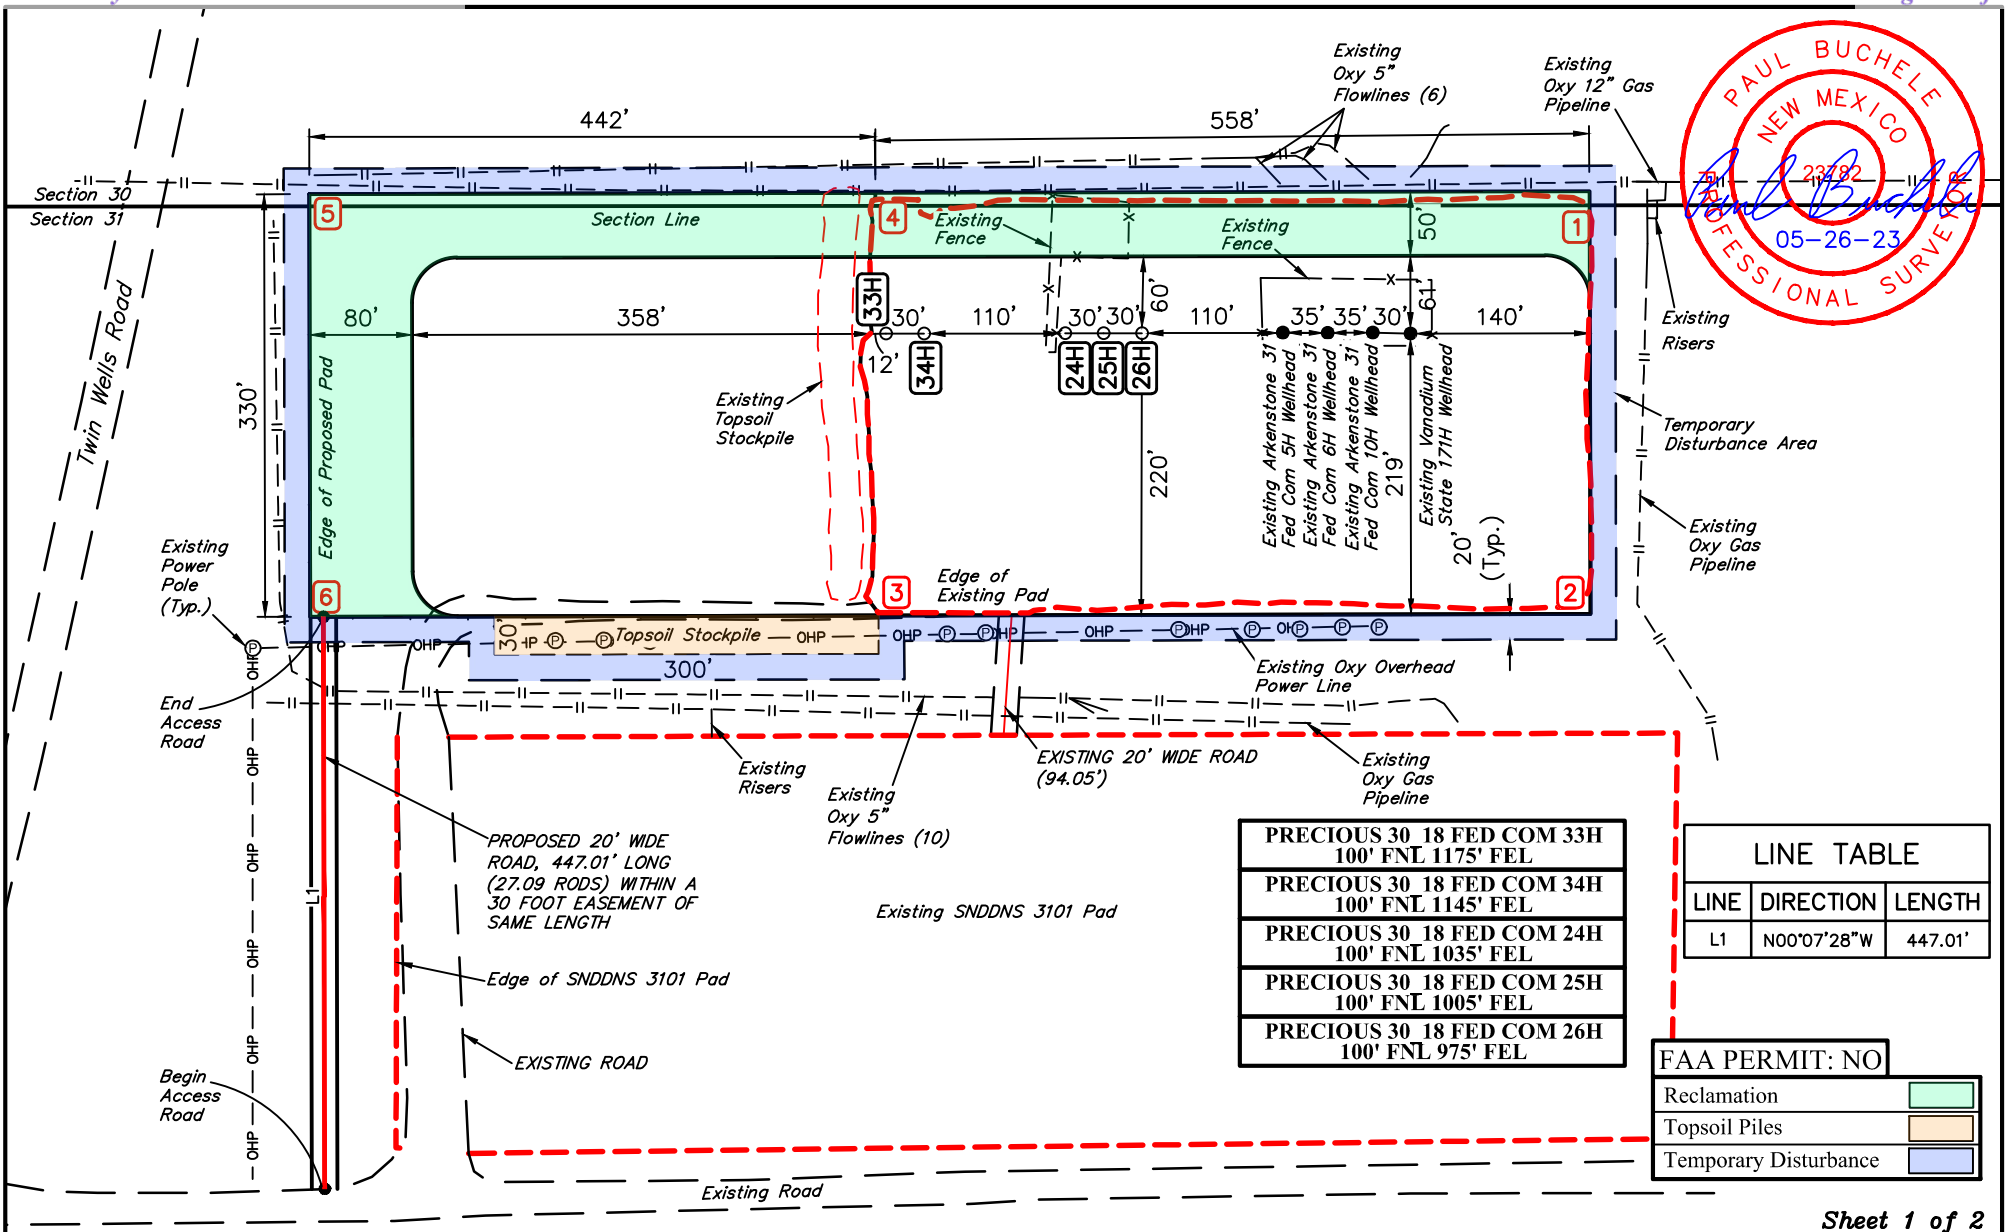 Existing
Oxy 5"
Flowlines (6)
Existing
Oxy 12" Gas
Pipeline
PAUL BUCHELE
NEW MEXICO
23782
PROFESSIONAL SURVEYOR
Paul Buchele
05-26-23
442'
558'
Section 30
Section 31
5
Section Line
4
Existing
Fence
Existing
Fence
50'
1
Twin Wells Road
330'
80'
358'
33H
30'
12'
34H
110'
30'
30'
24H
25H
26H
60'
110'
35'
35'
30'
61'
140'
Existing
Risers
Edge of Proposed Pad
Existing
Topsoil
Stockpile
220'
Existing Arkenstone 31
Fed Com 5H Wellhead
Existing Arkenstone 31
Fed Com 6H Wellhead
Existing Arkenstone 31
Fed Com 10H Wellhead
219'
Existing Vanadium
State 171H Wellhead
20'
(Typ.)
Temporary
Disturbance Area
Existing
Oxy Gas
Pipeline
Existing
Power
Pole
(Typ.)
6
3
Edge of
Existing Pad
2
30'
Topsoil Stockpile
OHP
OHP
OHP
OHP
OHP
P
P
P
P
P
P
P
P
P
P
300'
Existing Oxy Overhead
Power Line
End
Access
Road
Existing
Risers
Existing
Oxy 5"
Flowlines (10)
EXISTING 20' WIDE ROAD
(94.05')
Existing
Oxy Gas
Pipeline
PROPOSED 20' WIDE
ROAD, 447.01' LONG
(27.09 RODS) WITHIN A
30 FOOT EASEMENT OF
SAME LENGTH
L1
OHP
OHP
OHP
OHP
OHP
OHP
Existing SNDDNS 3101 Pad
Edge of SNDDNS 3101 Pad
EXISTING ROAD
Begin
Access
Road
Existing Road
PRECIOUS 30_18 FED COM 33H
100' FNL 1175' FEL
PRECIOUS 30_18 FED COM 34H
100' FNL 1145' FEL
PRECIOUS 30_18 FED COM 24H
100' FNL 1035' FEL
PRECIOUS 30_18 FED COM 25H
100' FNL 1005' FEL
PRECIOUS 30_18 FED COM 26H
100' FNL 975' FEL
LINE TABLE
LINE DIRECTION LENGTH
L1 N00°07'28"W 447.01'
FAA PERMIT: NO
Reclamation
Topsoil Piles
Temporary Disturbance
Sheet 1 of 2